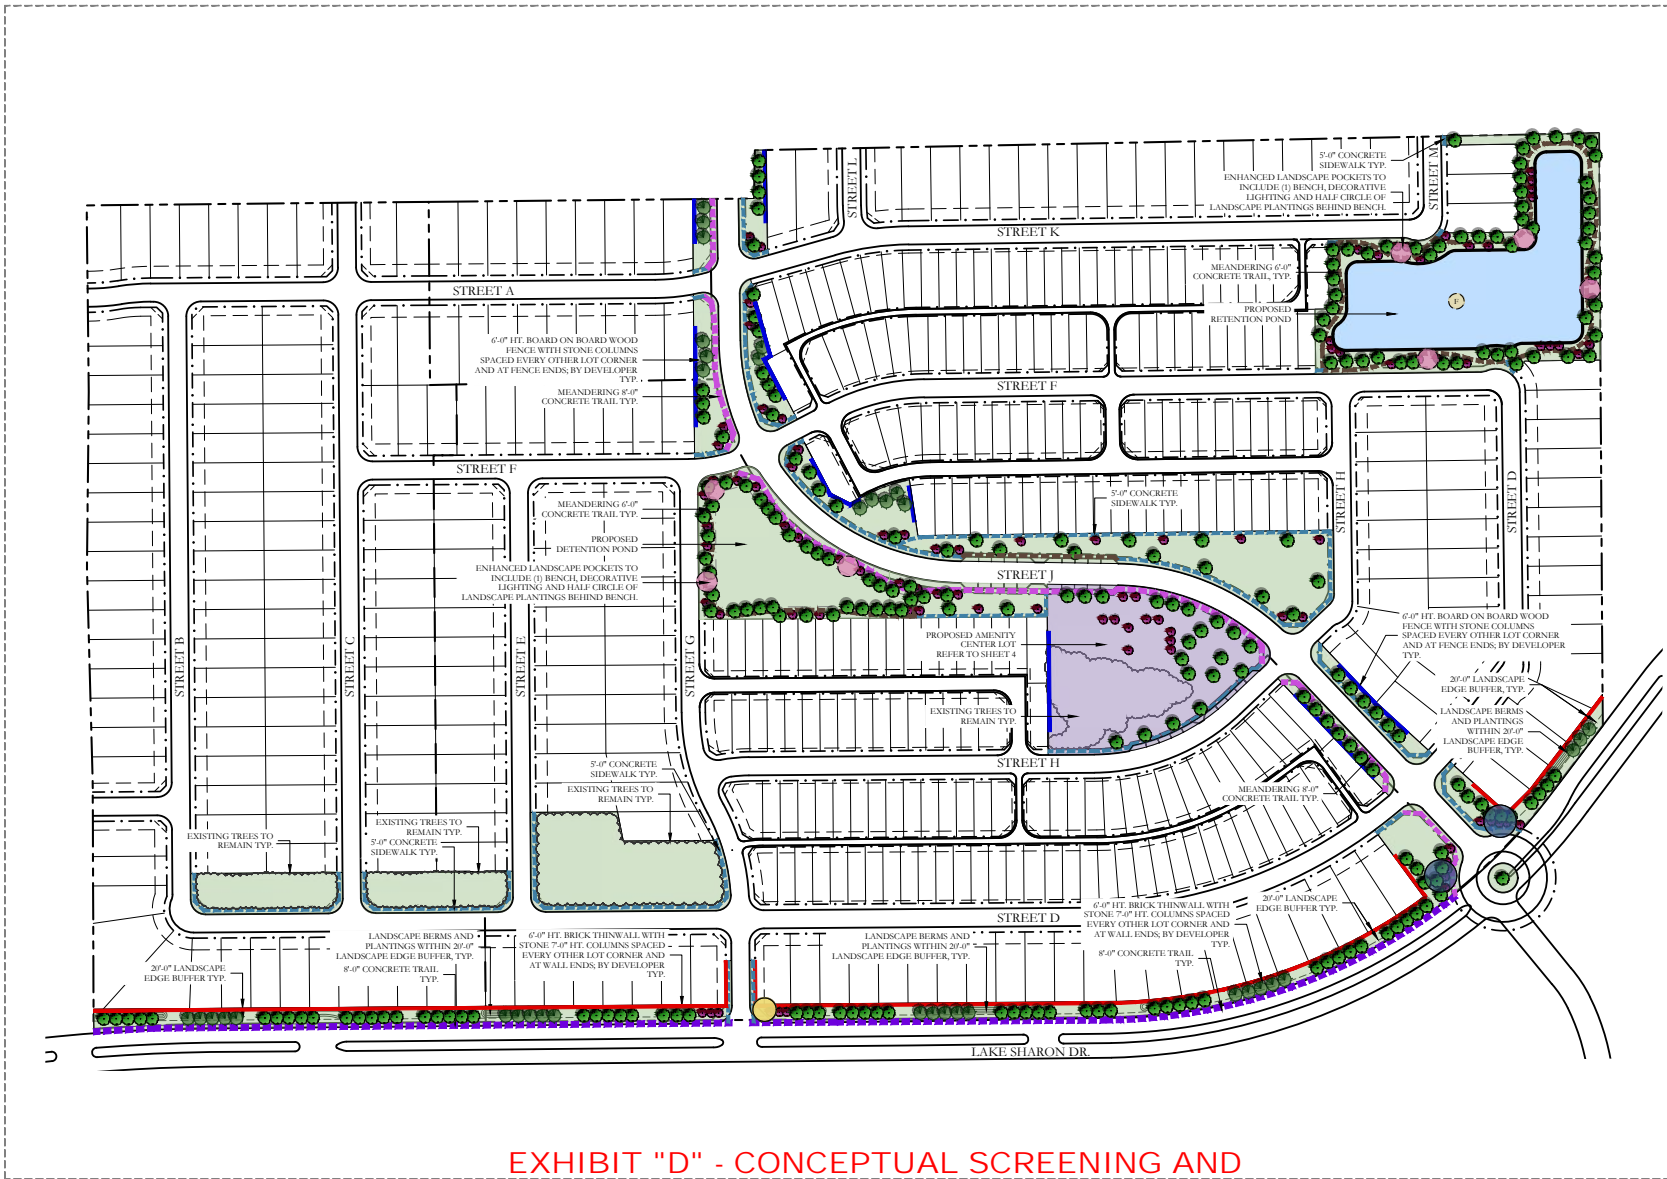 5'-0" CONCRETE
SIDEWALK TYP.
ENHANCED LANDSCAPE POCKETS TO
INCLUDE (1) BENCH, DECORATIVE
LIGHTING AND HALF CIRCLE OF
LANDSCAPE PLANTINGS BEHIND BENCH.
STREET L
STREET M
STREET K
MEANDERING 6'-0"
CONCRETE TRAIL, TYP.
PROPOSED
RETENTION POND
F
STREET A
6'-0" HT. BOARD ON BOARD WOOD
FENCE WITH STONE COLUMNS
SPACED EVERY OTHER LOT CORNER
AND AT FENCE ENDS; BY DEVELOPER
TYP.
MEANDERING 8'-0"
CONCRETE TRAIL TYP.
STREET F
STREET F
MEANDERING 6'-0"
CONCRETE TRAIL TYP.
PROPOSED
DETENTION POND
ENHANCED LANDSCAPE POCKETS TO
INCLUDE (1) BENCH, DECORATIVE
LIGHTING AND HALF CIRCLE OF
LANDSCAPE PLANTINGS BEHIND BENCH.
5'-0" CONCRETE
SIDEWALK TYP.
STREET H
STREET D
STREET J
STREET B
STREET C
STREET E
STREET G
PROPOSED AMENITY
CENTER LOT
REFER TO SHEET 4
EXISTING TREES TO
REMAIN TYP.
6'-0" HT. BOARD ON BOARD WOOD
FENCE WITH STONE COLUMNS
SPACED EVERY OTHER LOT CORNER
AND AT FENCE ENDS; BY DEVELOPER
TYP.
20'-0" LANDSCAPE
EDGE BUFFER, TYP.
LANDSCAPE BERMS
AND PLANTINGS
WITHIN 20'-0"
LANDSCAPE EDGE
BUFFER, TYP.
STREET H
5'-0" CONCRETE
SIDEWALK TYP.
EXISTING TREES TO
REMAIN TYP.
MEANDERING 8'-0"
CONCRETE TRAIL TYP.
EXISTING TREES TO
REMAIN TYP.
EXISTING TREES TO
REMAIN TYP.
5'-0" CONCRETE
SIDEWALK TYP.
STREET D
6'-0" HT. BRICK THINWALL WITH
STONE 7'-0" HT. COLUMNS SPACED
EVERY OTHER LOT CORNER AND
AT WALL ENDS; BY DEVELOPER
TYP.
20'-0" LANDSCAPE
EDGE BUFFER TYP.
8'-0" CONCRETE TRAIL
TYP.
20'-0" LANDSCAPE
EDGE BUFFER TYP.
LANDSCAPE BERMS AND
PLANTINGS WITHIN 20'-0"
LANDSCAPE EDGE BUFFER, TYP.
8'-0" CONCRETE TRAIL
TYP.
6'-0" HT. BRICK THINWALL WITH
STONE 7'-0" HT. COLUMNS SPACED
EVERY OTHER LOT CORNER AND
AT WALL ENDS; BY DEVELOPER
TYP.
LANDSCAPE BERMS AND
PLANTINGS WITHIN 20'-0"
LANDSCAPE EDGE BUFFER, TYP.
LAKE SHARON DR.
EXHIBIT "D" - CONCEPTUAL SCREENING AND